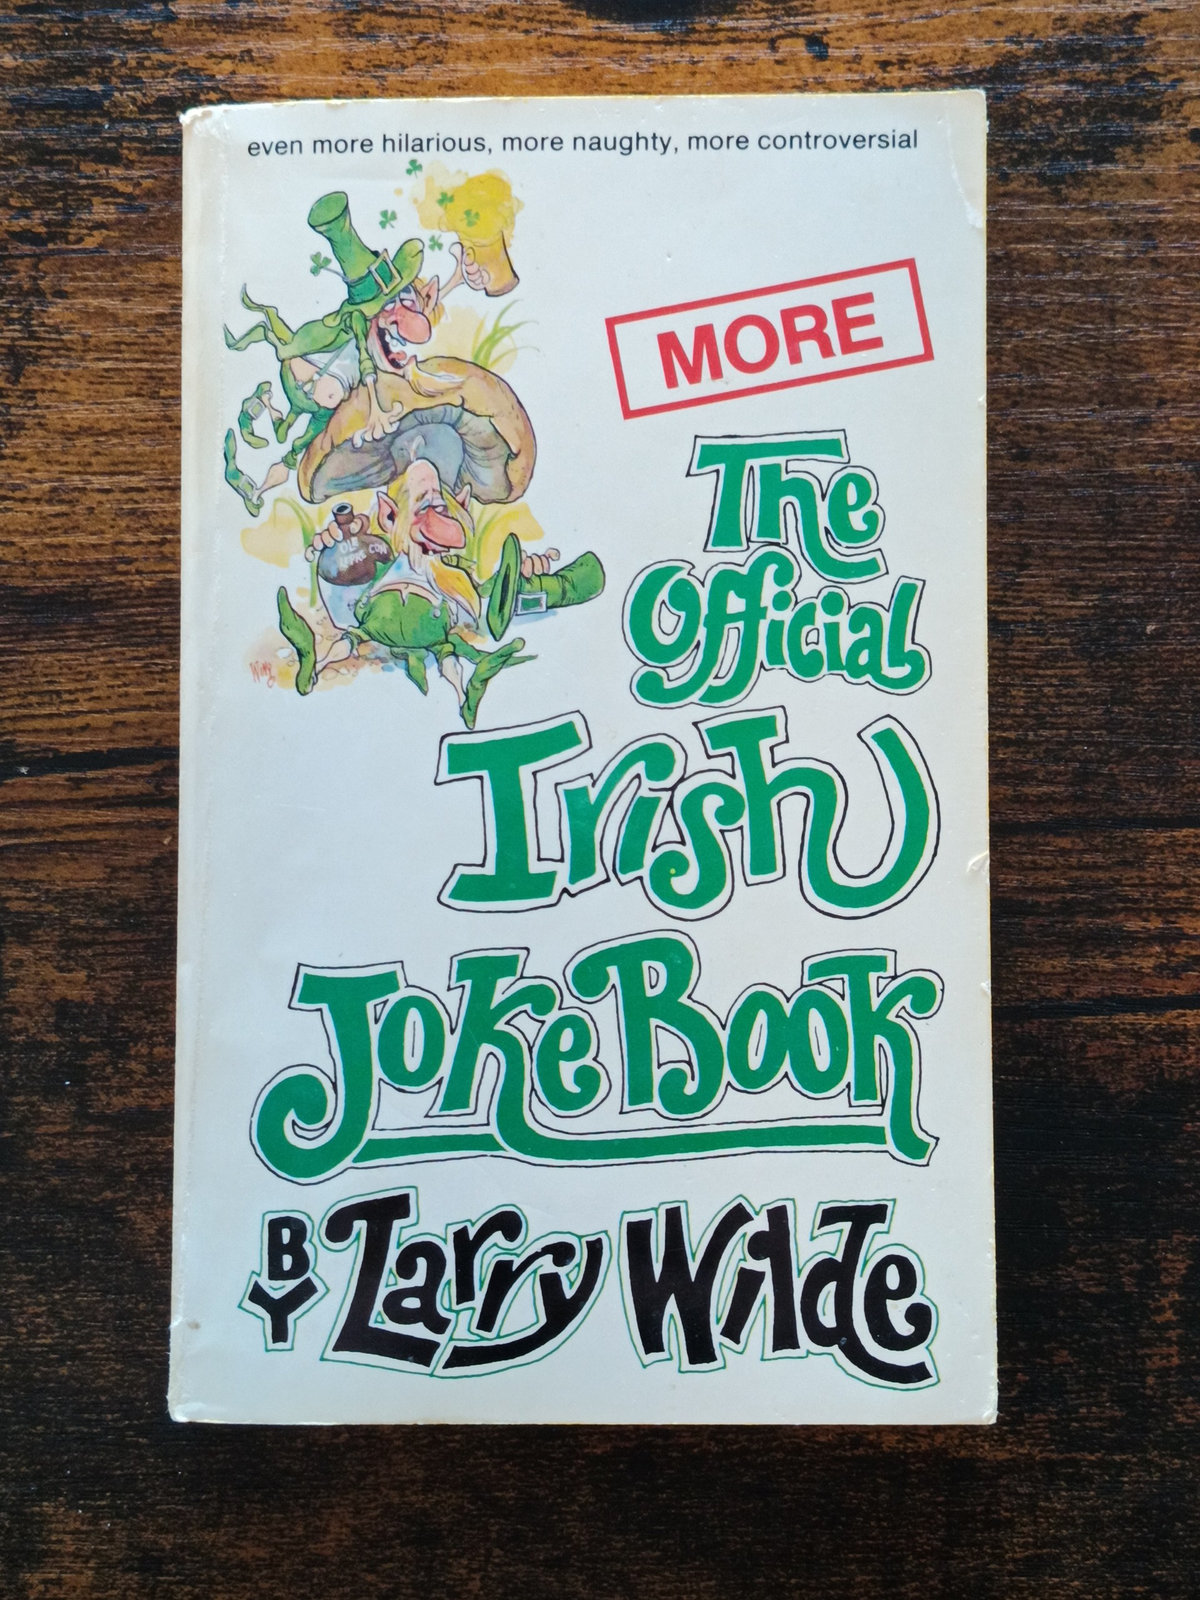 even more hilarious, more naughty, more controversial
MORE
The
Official
Irish
Joke Book
BY Larry Wilde